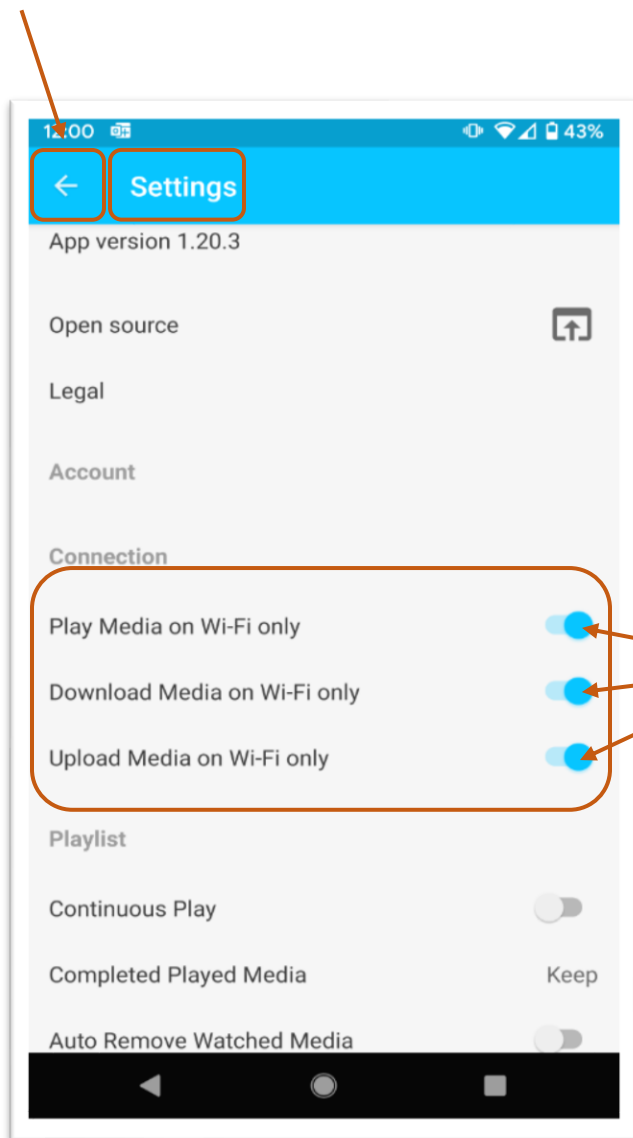 12:00 43%
Settings
App version 1.20.3
Open source
Legal
Account
Connection
Play Media on Wi-Fi only
Download Media on Wi-Fi only
Upload Media on Wi-Fi only
Playlist
Continuous Play
Completed Played Media Keep
Auto Remove Watched Media